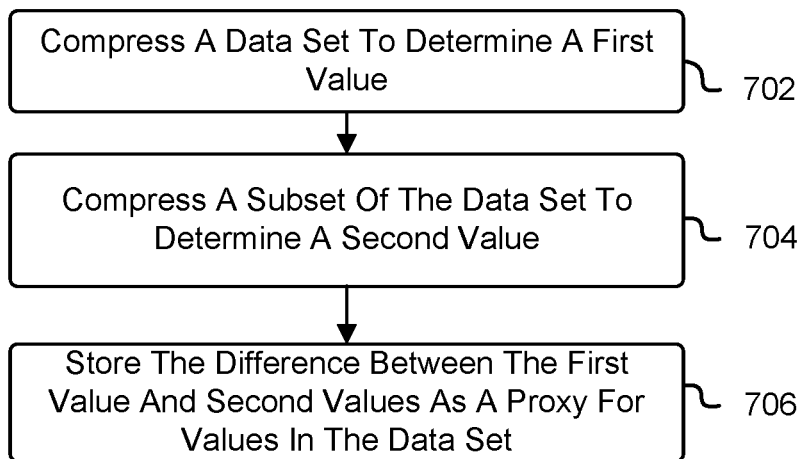 Compress A Data Set To Determine A First
Value
702
Compress A Subset Of The Data Set To
Determine A Second Value
704
Store The Difference Between The First
Value And Second Values As A Proxy For
Values In The Data Set
706